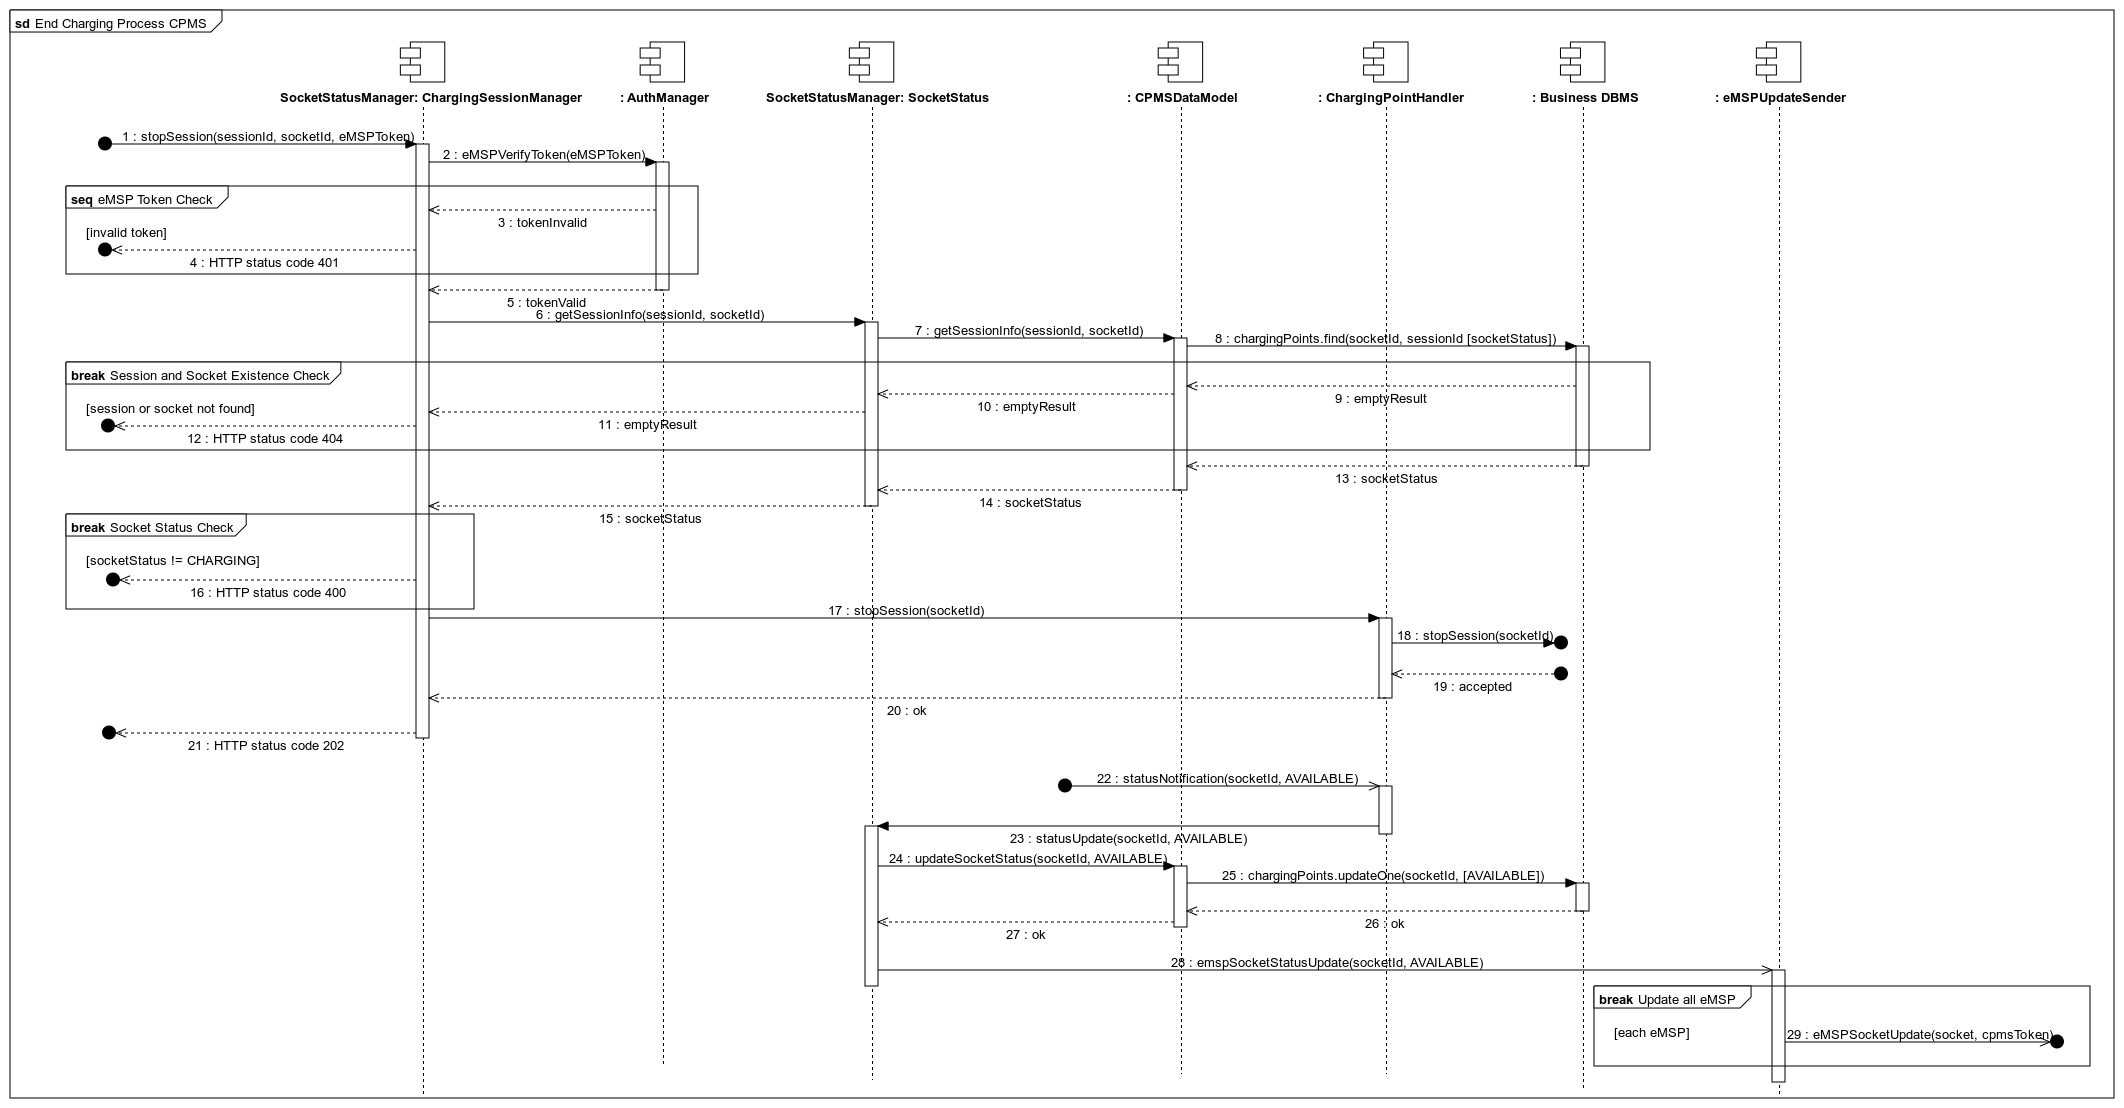 sd End Charging Process CPMS
SocketStatusManager: ChargingSessionManager
: AuthManager
SocketStatusManager: SocketStatus
: CPMSDataModel
: ChargingPointHandler
: Business DBMS
: eMSPUpdateSender
1 : stopSession(sessionId, socketId, eMSPToken)
2 : eMSPVerifyToken(eMSPToken)
seq eMSP Token Check
3 : tokenInvalid
[invalid token]
4 : HTTP status code 401
5 : tokenValid
6 : getSessionInfo(sessionId, socketId)
7 : getSessionInfo(sessionId, socketId)
8 : chargingPoints.find(socketId, sessionId [socketStatus])
break Session and Socket Existence Check
9 : emptyResult
10 : emptyResult
[session or socket not found]
11 : emptyResult
12 : HTTP status code 404
13 : socketStatus
14 : socketStatus
15 : socketStatus
break Socket Status Check
[socketStatus != CHARGING]
16 : HTTP status code 400
17 : stopSession(socketId)
18 : stopSession(socketId)
19 : accepted
20 : ok
21 : HTTP status code 202
22 : statusNotification(socketId, AVAILABLE)
23 : statusUpdate(socketId, AVAILABLE)
24 : updateSocketStatus(socketId, AVAILABLE)
25 : chargingPoints.updateOne(socketId, [AVAILABLE])
26 : ok
27 : ok
28 : emspSocketStatusUpdate(socketId, AVAILABLE)
break Update all eMSP
[each eMSP]
29 : eMSPSocketUpdate(socket, cpmsToken)